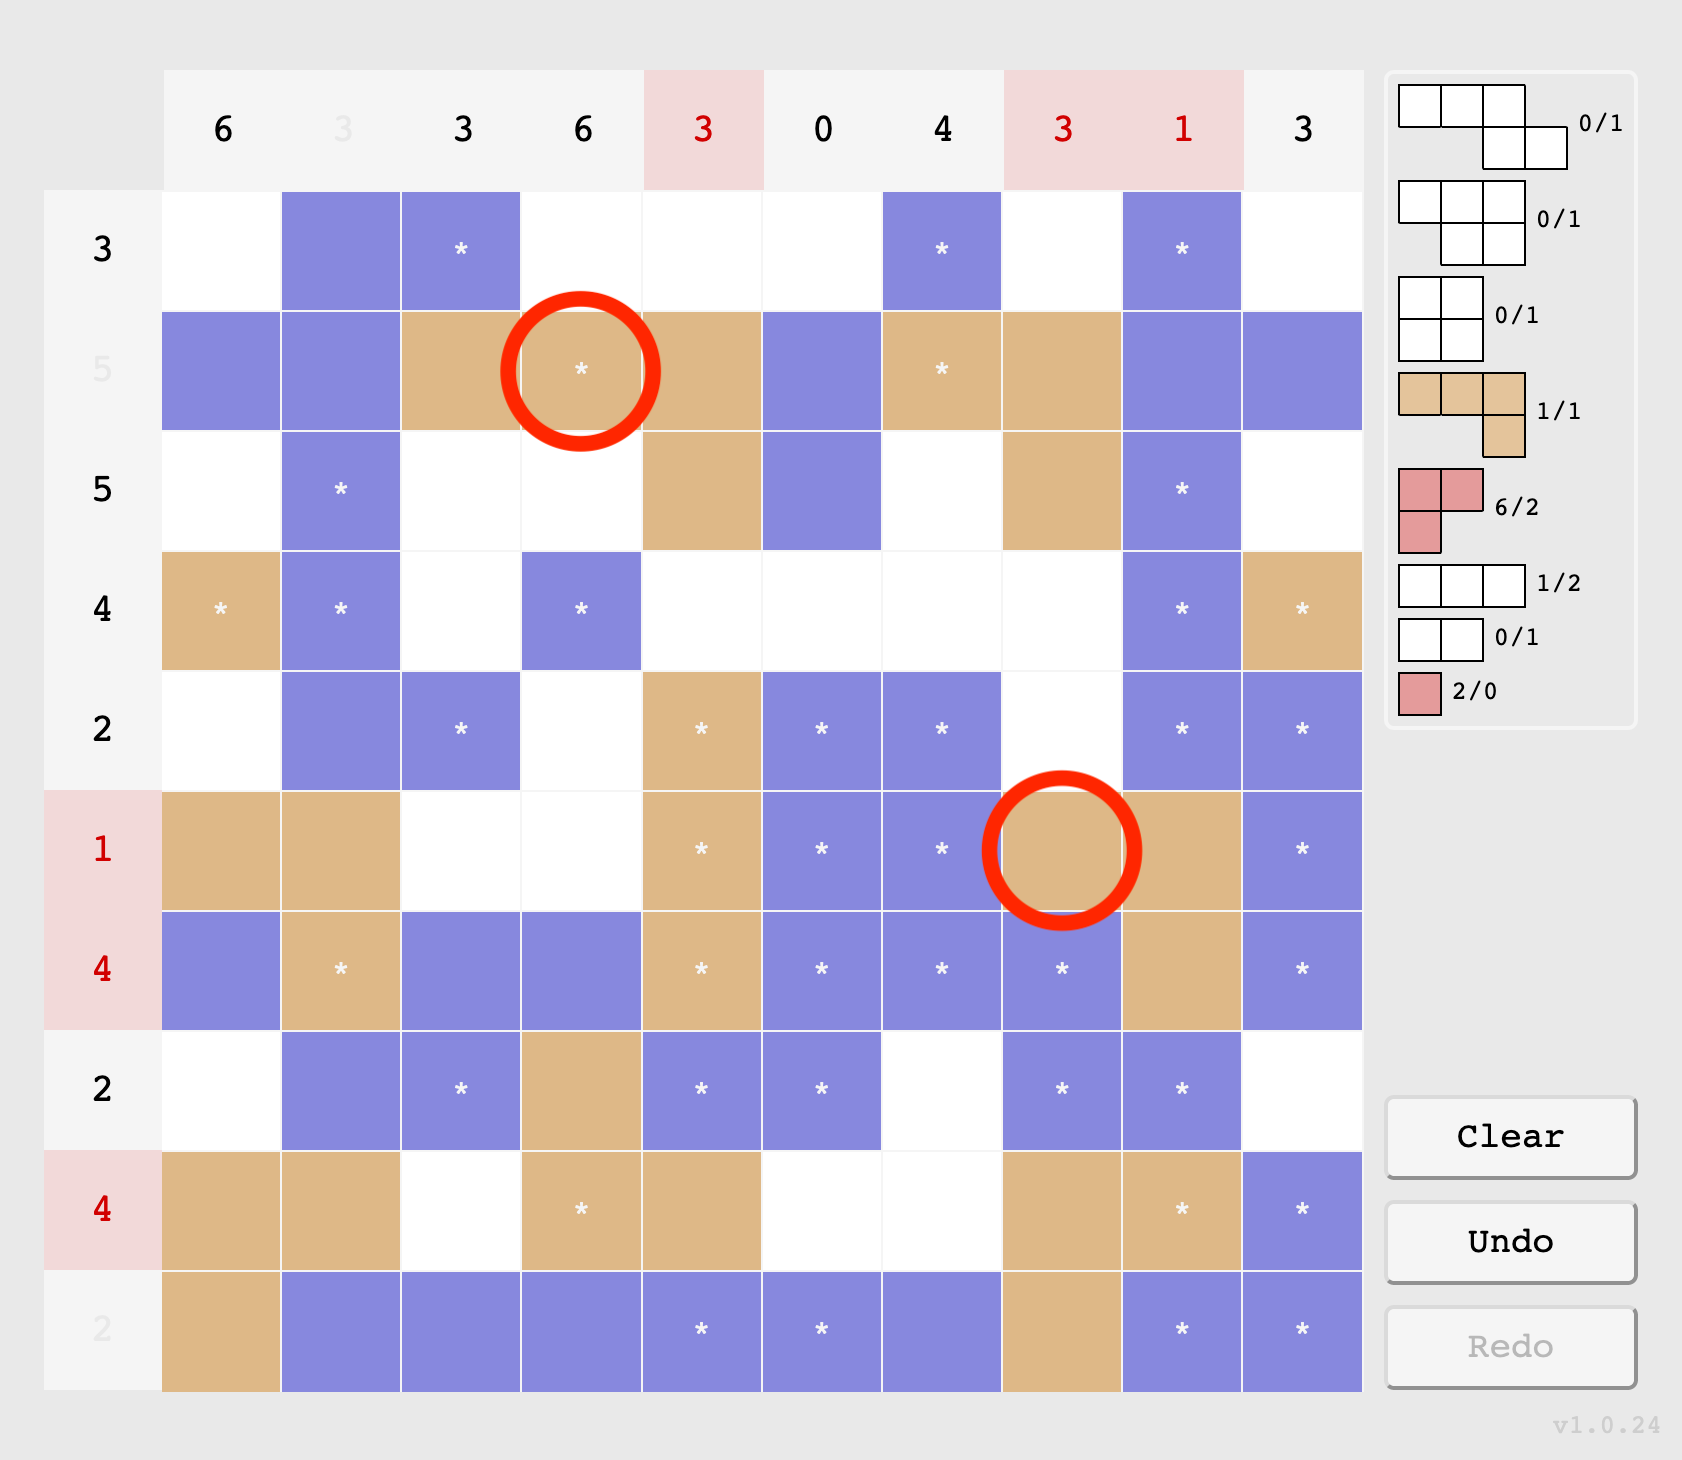 6 3 3 6 3 0 4 3 1 3
3 * * *
5 * *
5 * *
4 * * * * *
2 * * * * * *
1 * * * *
4 * * * * * *
2 * * * * *
4 * * *
2 * * * *
0/1
0/1
0/1
1/1
6/2
1/2
0/1
2/0
Clear
Undo
Redo
v1.0.24